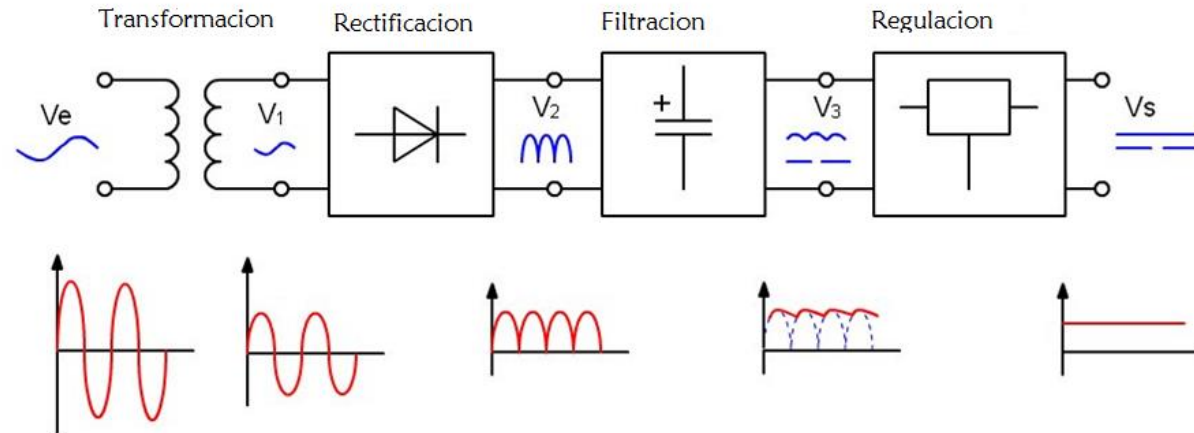 Transformacion
Rectificacion
Filtracion
Regulacion
Ve
V1
V2
+
V3
Vs